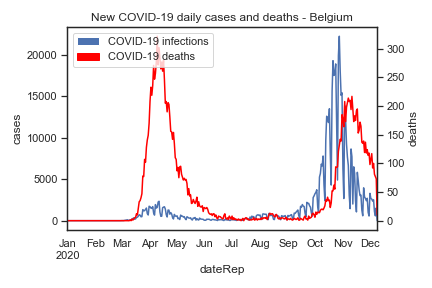 New COVID-19 daily cases and deaths - Belgium
COVID-19 infections
COVID-19 deaths
20000
15000
10000
5000
0
cases
300
250
200
150
100
50
0
deaths
Jan Feb Mar Apr May Jun Jul Aug Sep Oct Nov Dec
2020
dateRep